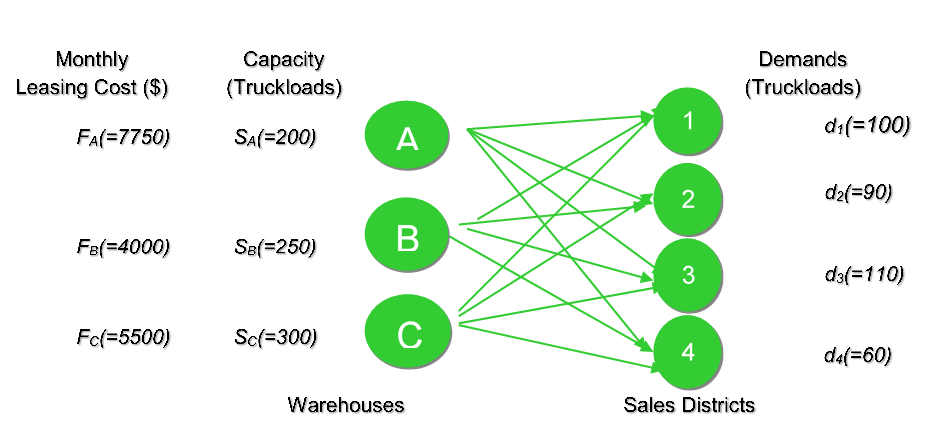 Monthly
Leasing Cost ($)
Capacity
(Truckloads)
Demands
(Truckloads)
FA(=7750)
SA(=200)
A
1
d1(=100)
2
d2(=90)
FB(=4000)
SB(=250)
B
3
d3(=110)
FC(=5500)
SC(=300)
C
4
d4(=60)
Warehouses
Sales Districts